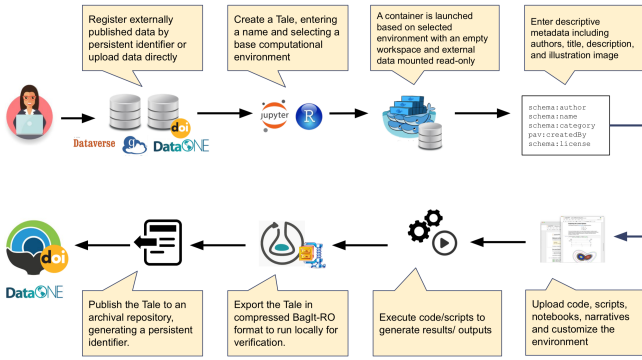 Register externally
published data by
persistent identifier or
upload data directly
Create a Tale, entering
a name and selecting a
base computational
environment
A container is launched
based on selected
environment with an empty
workspace and external
data mounted read-only
Enter descriptive
metadata including
authors, title, description,
and illustration image
doi
Dataverse
g
DataONE
jupyter
R
schema:author
schema:name
schema:category
pav:createdBy
schema:license
doi
DataONE
Publish the Tale to an
archival repository,
generating a persistent
identifier.
Export the Tale in
compressed BagIt-RO
format to run locally for
verification.
Execute code/scripts to
generate results/ outputs
Upload code, scripts,
notebooks, narratives
and customize the
environment